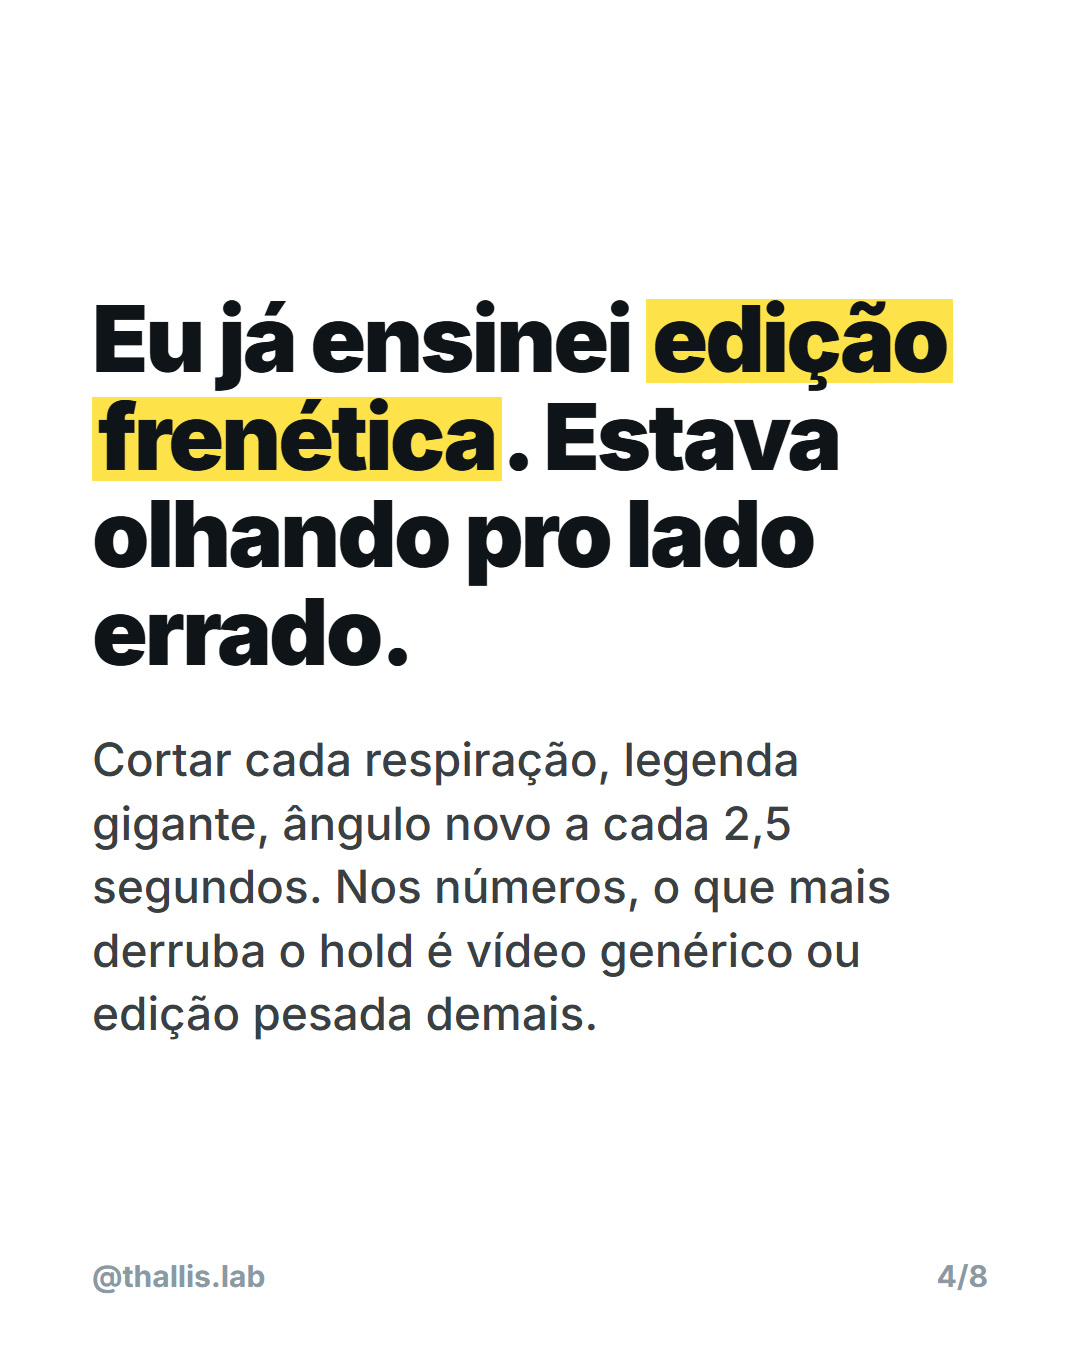 Eu já ensinei edição
frenética. Estava
olhando pro lado
errado.
Cortar cada respiração, legenda
gigante, ângulo novo a cada 2,5
segundos. Nos números, o que mais
derruba o hold é vídeo genérico ou
edição pesada demais.
@thallis.lab
4/8